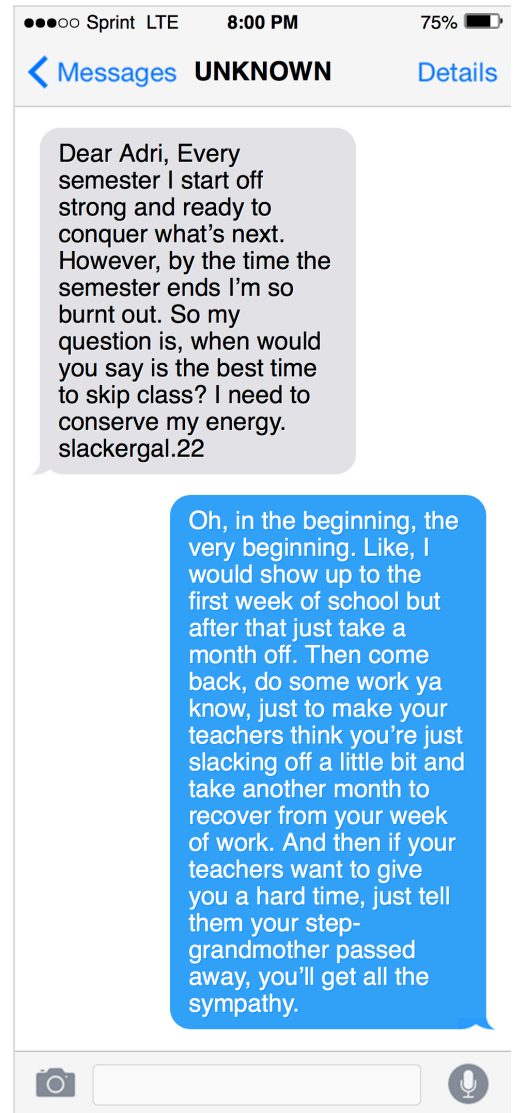 Sprint LTE 8:00 PM 75%
Messages UNKNOWN Details
Dear Adri, Every
semester I start off
strong and ready to
conquer what's next.
However, by the time the
semester ends I'm so
burnt out. So my
question is, when would
you say is the best time
to skip class? I need to
conserve my energy.
slackergal.22
Oh, in the beginning, the
very beginning. Like, I
would show up to the
first week of school but
after that just take a
month off. Then come
back, do some work ya
know, just to make your
teachers think you're just
slacking off a little bit and
take another month to
recover from your week
of work. And then if your
teachers want to give
you a hard time, just tell
them your step-
grandmother passed
away, you'll get all the
sympathy.